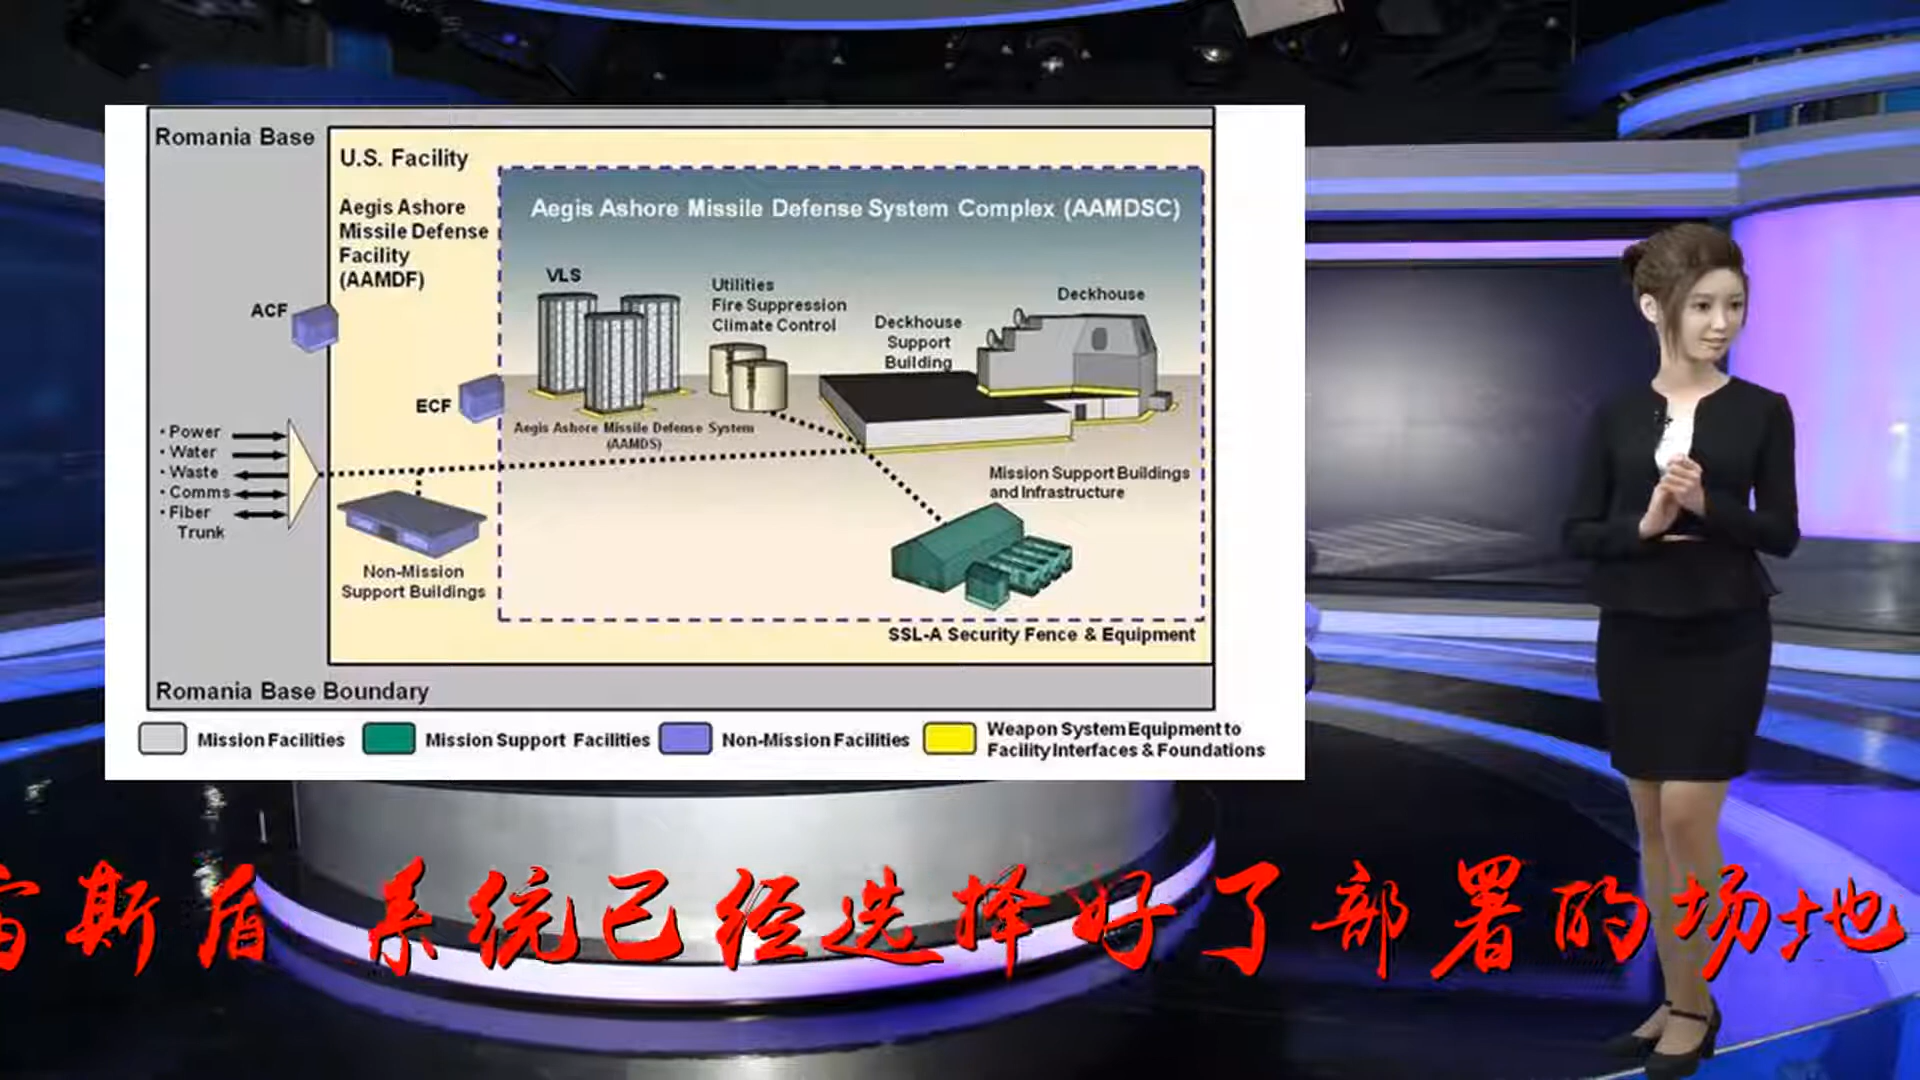 Romania Base
U.S. Facility
Aegis Ashore
Missile Defense
Facility
(AAMDF)
Aegis Ashore Missile Defense System Complex (AAMDSC)
VLS
Utilities
Fire Suppression
Climate Control
Deckhouse
Support
Building
Deckhouse
ACF
ECF
Aegis Ashore Missile Defense System
(AAMDS)
• Power
• Water
• Waste
• Comms
• Fiber
Trunk
Mission Support Buildings
and Infrastructure
Non-Mission
Support Buildings
SSL-A Security Fence & Equipment
Romania Base Boundary
Mission Facilities
Mission Support Facilities
Non-Mission Facilities
Weapon System Equipment to
Facility Interfaces & Foundations
斯盾 系统已经选择好了部署的场地